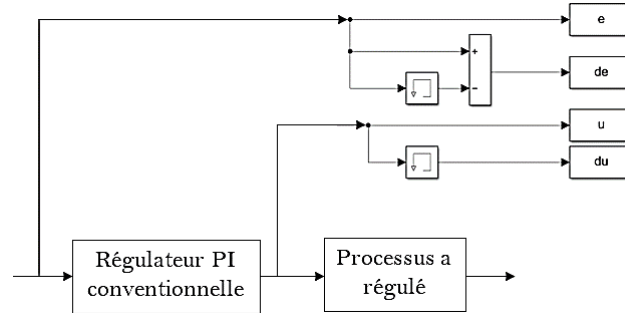 e
+
−
de
u
du
Régulateur PI
conventionnelle
Processus a
régulé